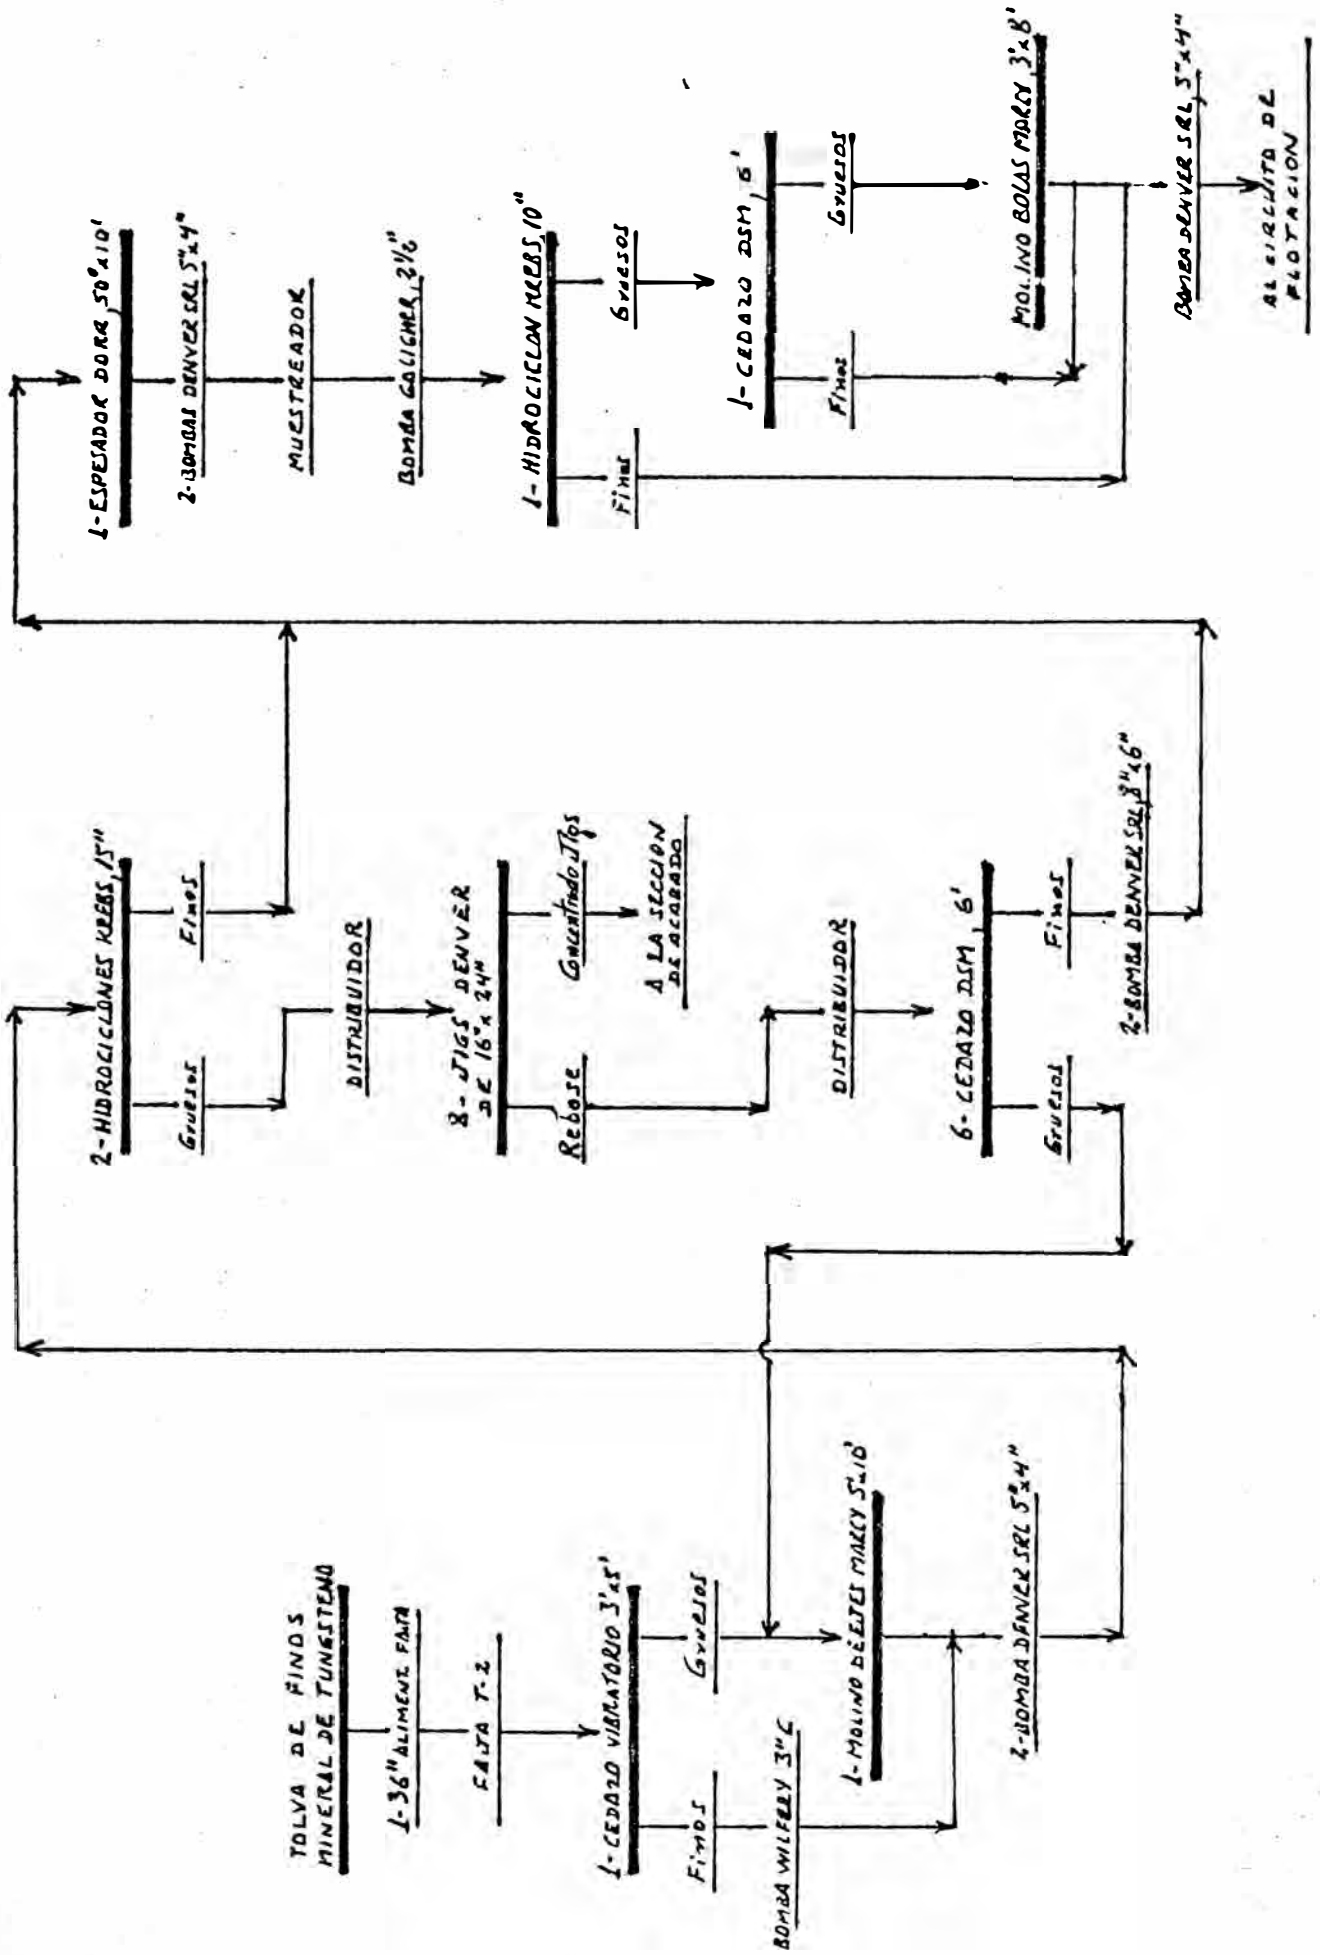 TOLVA DE FINOS
MINERAL DE TUNGSTENO
1-36" ALIMENT. FAJA
FAJA T-2
1-CEDAZO VIBRATORIO 3'x5'
Finos
Gruesos
BOMBA WILFLEY 3" C
1-MOLINO DE EJES MARCY 5'x10'
2-BOMBA DENVER SRL 5"x4"
2-HIDROCICLONES KREBS, 15"
Gruesos
Finos
DISTRIBUIDOR
8- JIGS DENVER
DE 16"x 24"
Rebose
Concentrado Jigs
A LA SECCION
DE ACABADO
DISTRIBUIDOR
6- CEDAZO DSM, 6'
Gruesos
Finos
2-BOMBA DENVER SRL, 8"x6"
1-ESPESADOR DORR, 50'x10'
2-BOMBAS DENVER SRL 5"x4"
MUESTREADOR
BOMBA GALIGHER, 2½"
1- HIDROCICLON KREBS, 10"
Finos
Gruesos
1-CEDAZO DSM, 6'
Finos
Gruesos
MOLINO BOLAS MARCY, 3'x8'
BOMBA DENVER SRL, 5"x4"
AL CIRCUITO DE
FLOTACION